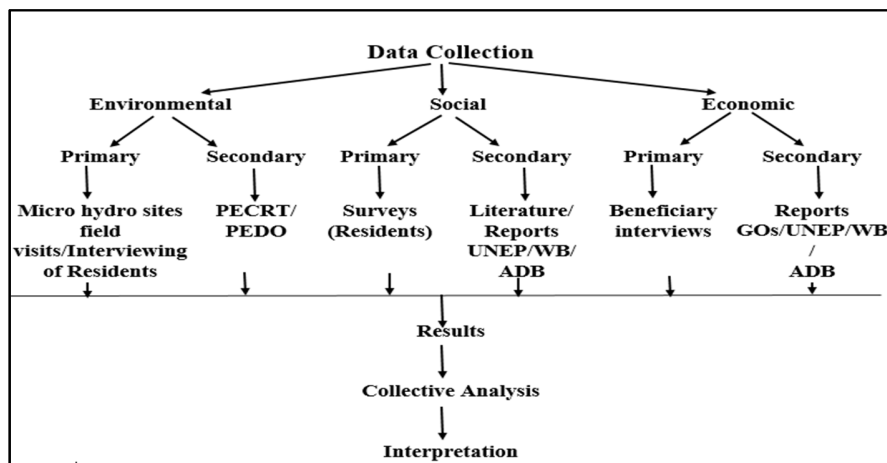 Data Collection
Environmental Social Economic
Primary Secondary Primary Secondary Primary Secondary
Micro hydro sites
field
visits/Interviewing
of Residents
PECRT/
PEDO
Surveys
(Residents)
Literature/
Reports
UNEP/WB/
ADB
Beneficiary
interviews
Reports
GOs/UNEP/WB
/
ADB
Results
Collective Analysis
Interpretation